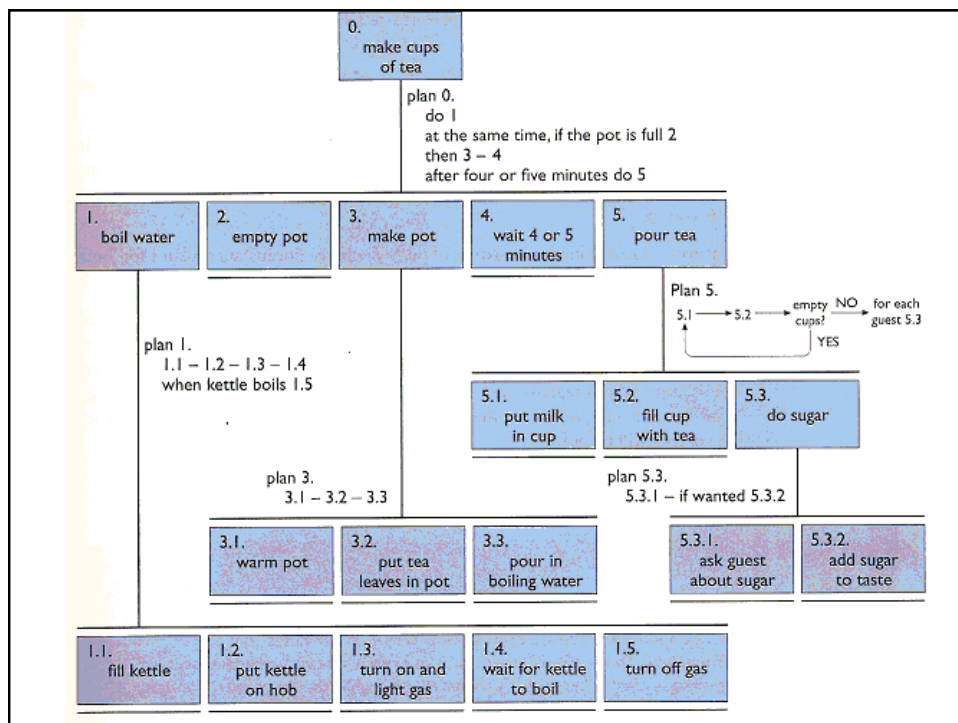 0.
make cups
of tea
plan 0.
do 1
at the same time, if the pot is full 2
then 3 – 4
after four or five minutes do 5
1.
boil water
2.
empty pot
3.
make pot
4.
wait 4 or 5
minutes
5.
pour tea
Plan 5.
5.1
5.2
empty
cups?
NO
for each
guest 5.3
YES
plan 1.
1.1 – 1.2 – 1.3 – 1.4
when kettle boils 1.5
5.1.
put milk
in cup
5.2.
fill cup
with tea
5.3.
do sugar
plan 3.
3.1 – 3.2 – 3.3
plan 5.3.
5.3.1 – if wanted 5.3.2
3.1.
warm pot
3.2.
put tea
leaves in pot
3.3.
pour in
boiling water
5.3.1.
ask guest
about sugar
5.3.2.
add sugar
to taste
1.1.
fill kettle
1.2.
put kettle
on hob
1.3.
turn on and
light gas
1.4.
wait for kettle
to boil
1.5.
turn off gas